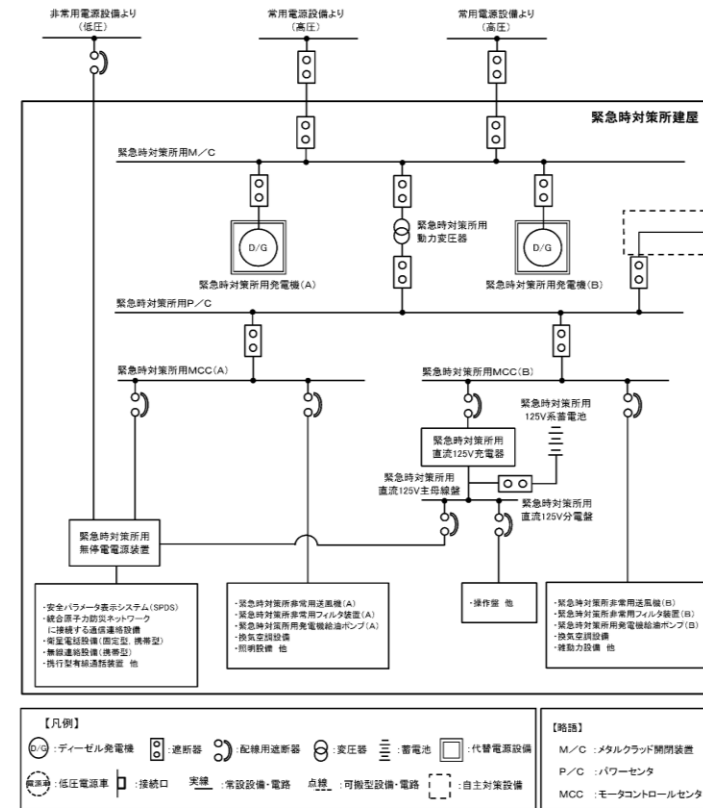 非常用電源設備より
(低圧)
常用電源設備より
(高圧)
常用電源設備より
(高圧)
緊急時対策所建屋
緊急時対策所用M/C
緊急時対策所用
動力変圧器
D/G
D/G
緊急時対策所用発電機(A)
緊急時対策所用発電機(B)
緊急時対策所用P/C
緊急時対策所用MCC(A)
緊急時対策所用MCC(B)
緊急時対策所用
125V系蓄電池
緊急時対策所用
直流125V充電器
緊急時対策所用
直流125V主母線盤
緊急時対策所用
直流125V分電盤
緊急時対策所用
無停電電源装置
・安全パラメータ表示システム(SPDS)
・統合原子力防災ネットワーク
に接続する通信連絡設備
・衛星電話設備(固定型,携帯型)
・無線連絡設備(携帯型)
・携行型有線通話装置 他
・緊急時対策所非常用送風機(A)
・緊急時対策所非常用フィルタ装置(A)
・緊急時対策所用発電機給油ポンプ(A)
・換気空調設備
・照明設備 他
・操作盤 他
・緊急時対策所非常用送風機(B)
・緊急時対策所非常用フィルタ装置(B)
・緊急時対策所用発電機給油ポンプ(B)
・換気空調設備
・雑動力設備 他
【凡例】
D/G :ディーゼル発電機 :遮断器 :配線用遮断器 :変圧器 :蓄電池 :代替電源設備
電源車 :低圧電源車 :接続口 実線 :常設設備・電路 点線 :可搬型設備・電路 :自主対策設備
【略語】
M/C :メタルクラッド開閉装置
P/C :パワーセンタ
MCC :モータコントロールセンタ